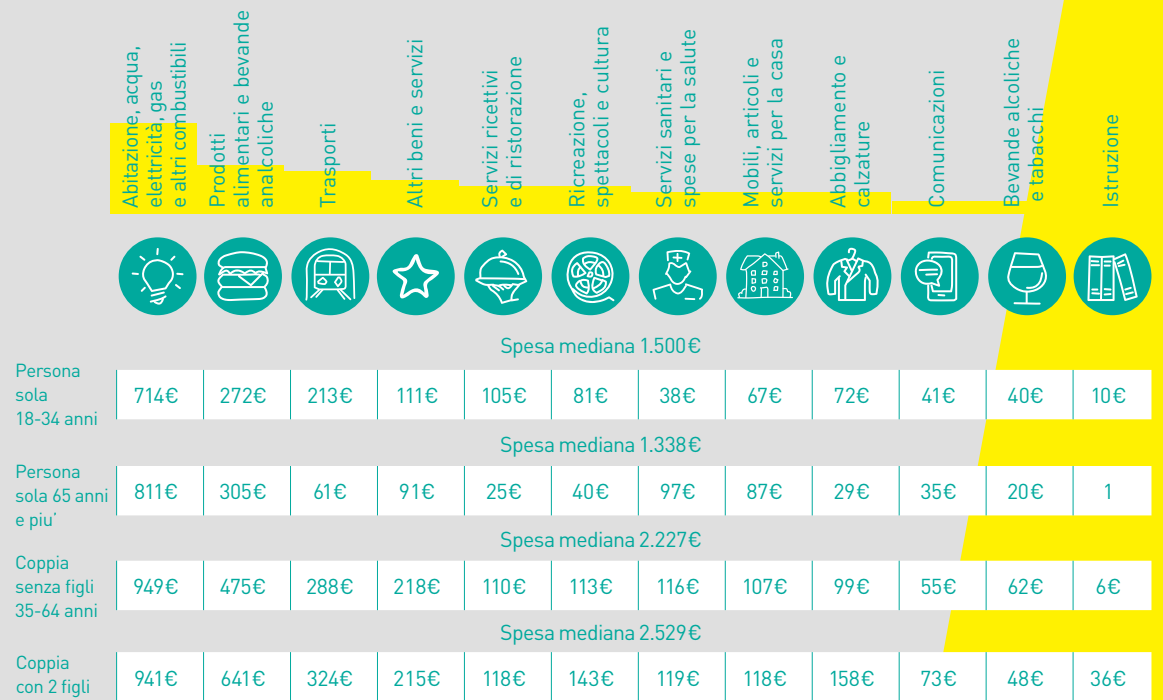 Abitazione, acqua,
elettricità, gas
e altri combustibili
Prodotti
alimentari e bevande
analcoliche
Trasporti
Altri beni e servizi
Servizi ricettivi
e di ristorazione
Ricreazione,
spettacoli e cultura
Servizi sanitari e
spese per la salute
Mobili, articoli e
servizi per la casa
Abbigliamento e
calzature
Comunicazioni
Bevande alcoliche
e tabacchi
Istruzione
Spesa mediana 1.500€
Persona
sola
18-34 anni
714€ 272€ 213€ 111€ 105€ 81€ 38€ 67€ 72€ 41€ 40€ 10€
Spesa mediana 1.338€
Persona
sola 65 anni
e piu'
811€ 305€ 61€ 91€ 25€ 40€ 97€ 87€ 29€ 35€ 20€ 1
Spesa mediana 2.227€
Coppia
senza figli
35-64 anni
949€ 475€ 288€ 218€ 110€ 113€ 116€ 107€ 99€ 55€ 62€ 6€
Spesa mediana 2.529€
Coppia
con 2 figli
941€ 641€ 324€ 215€ 118€ 143€ 119€ 118€ 158€ 73€ 48€ 36€